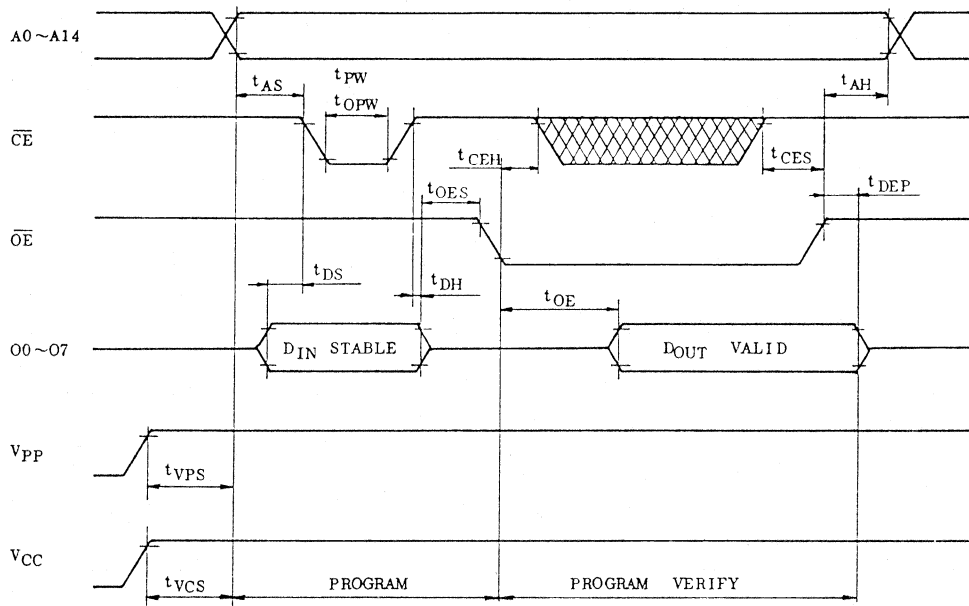 A0~A14
tAS
tPW
tOPW
tAH
CE
tCEH
tCES
tOES
tDEP
OE
tDS
tDH
tOE
O0~O7
DIN STABLE
DOUT VALID
VPP
tVPS
VCC
tVCS
PROGRAM
PROGRAM VERIFY